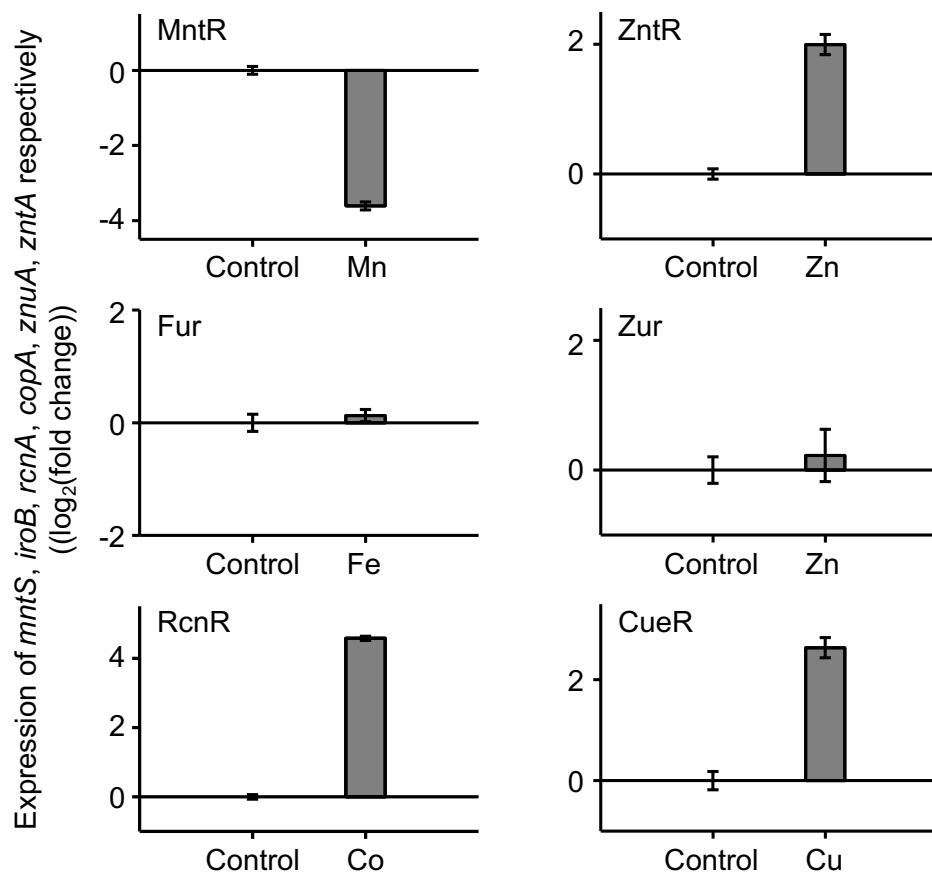 Expression of mntS, iroB, rcnA, copA, znuA, zntA respectively
((log₂(fold change))
MntR
0
-2
-4
Control Mn
ZntR
2
0
Control Zn
Fur
2
0
-2
Control Fe
Zur
2
0
Control Zn
RcnR
4
2
0
Control Co
CueR
2
0
Control Cu